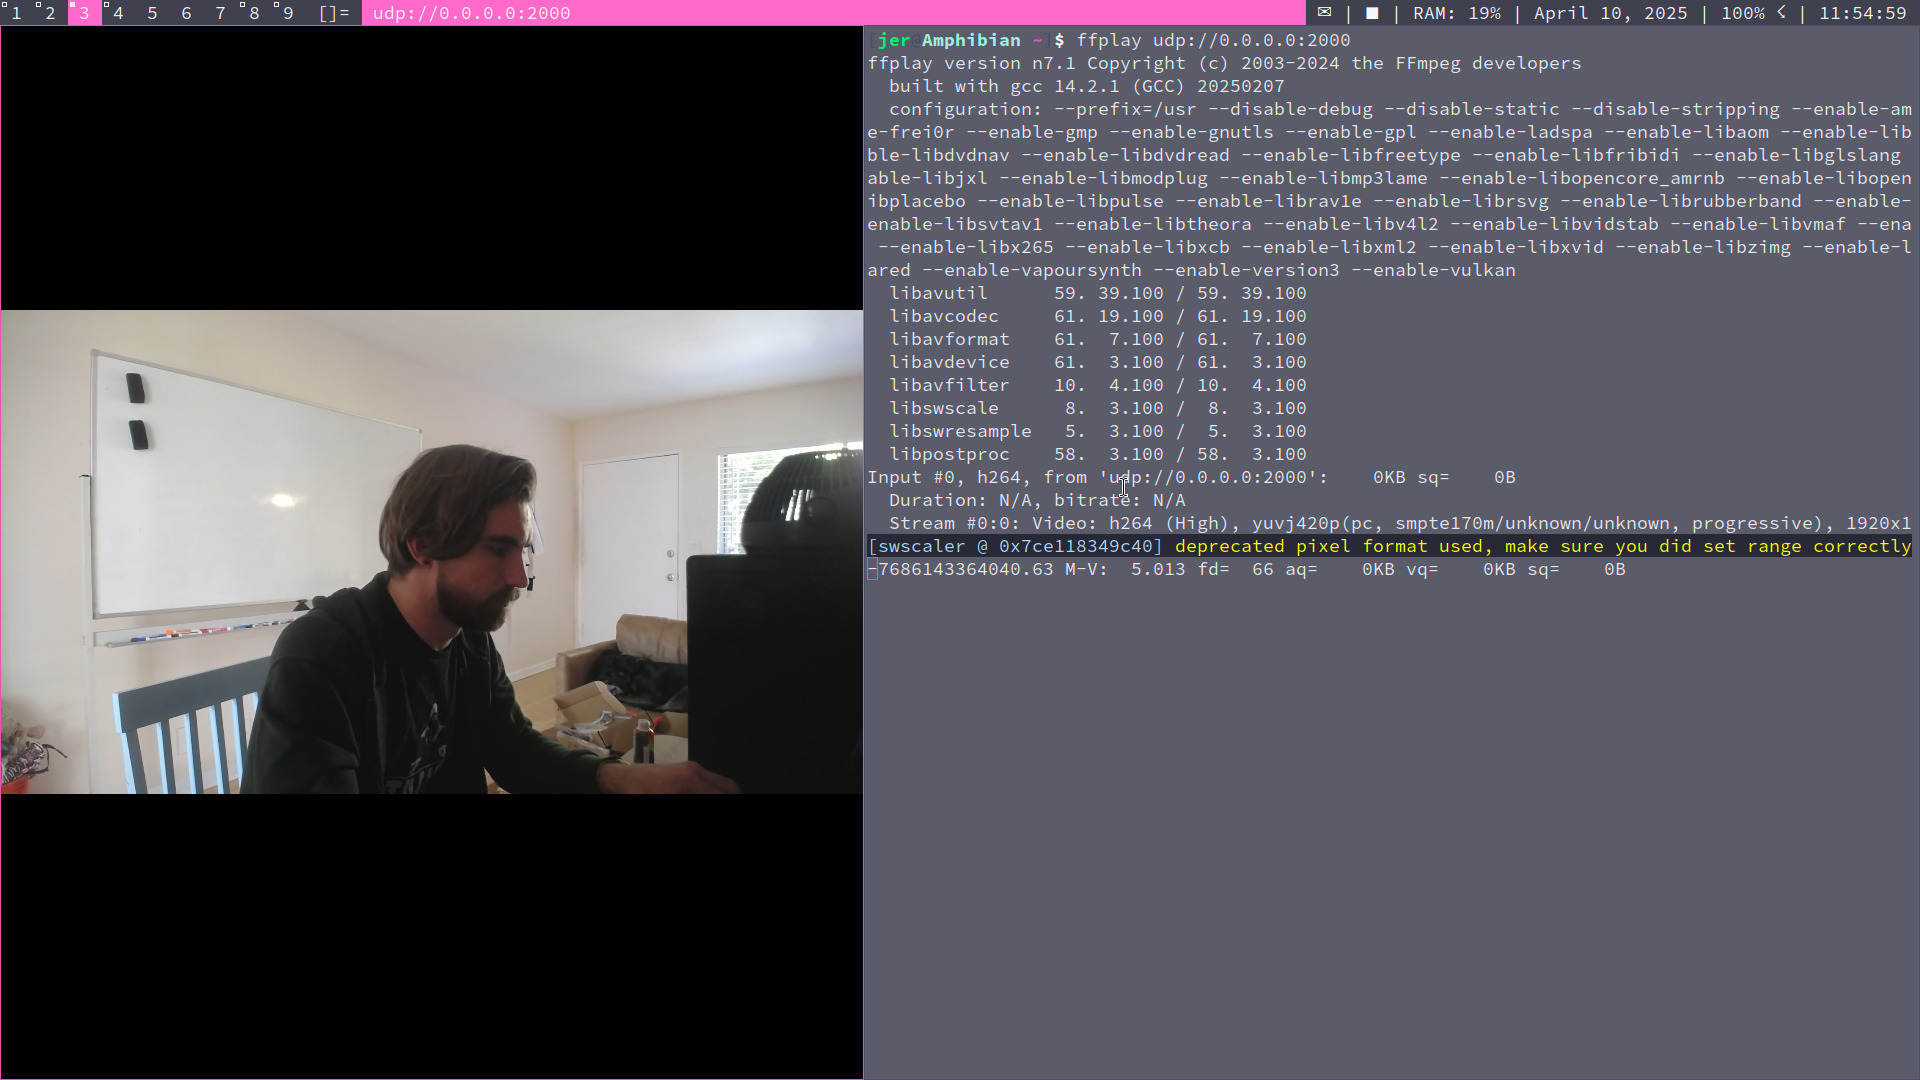 1 2 3 4 5 6 7 8 9 []= udp://0.0.0.0:2000 | | RAM: 19% | April 10, 2025 | 100% | 11:54:59
[jer@Amphibian ~]$ ffplay udp://0.0.0.0:2000
ffplay version n7.1 Copyright (c) 2003-2024 the FFmpeg developers
  built with gcc 14.2.1 (GCC) 20250207
  configuration: --prefix=/usr --disable-debug --disable-static --disable-stripping --enable-am
e-frei0r --enable-gmp --enable-gnutls --enable-gpl --enable-ladspa --enable-libaom --enable-lib
ble-libdvdnav --enable-libdvdread --enable-libfreetype --enable-libfribidi --enable-libglslang
able-libjxl --enable-libmodplug --enable-libmp3lame --enable-libopencore_amrnb --enable-libopen
ibplacebo --enable-libpulse --enable-librav1e --enable-librsvg --enable-librubberband --enable-
enable-libsvtav1 --enable-libtheora --enable-libv4l2 --enable-libvidstab --enable-libvmaf --ena
 --enable-libx265 --enable-libxcb --enable-libxml2 --enable-libxvid --enable-libzimg --enable-l
ared --enable-vapoursynth --enable-version3 --enable-vulkan
  libavutil      59. 39.100 / 59. 39.100
  libavcodec     61. 19.100 / 61. 19.100
  libavformat    61.  7.100 / 61.  7.100
  libavdevice    61.  3.100 / 61.  3.100
  libavfilter    10.  4.100 / 10.  4.100
  libswscale      8.  3.100 /  8.  3.100
  libswresample   5.  3.100 /  5.  3.100
  libpostproc    58.  3.100 / 58.  3.100
Input #0, h264, from 'udp://0.0.0.0:2000':    0KB sq=    0B
  Duration: N/A, bitrate: N/A
  Stream #0:0: Video: h264 (High), yuvj420p(pc, smpte170m/unknown/unknown, progressive), 1920x1
[swscaler @ 0x7ce118349c40] deprecated pixel format used, make sure you did set range correctly
-7686143364040.63 M-V:  5.013 fd=  66 aq=    0KB vq=    0KB sq=    0B